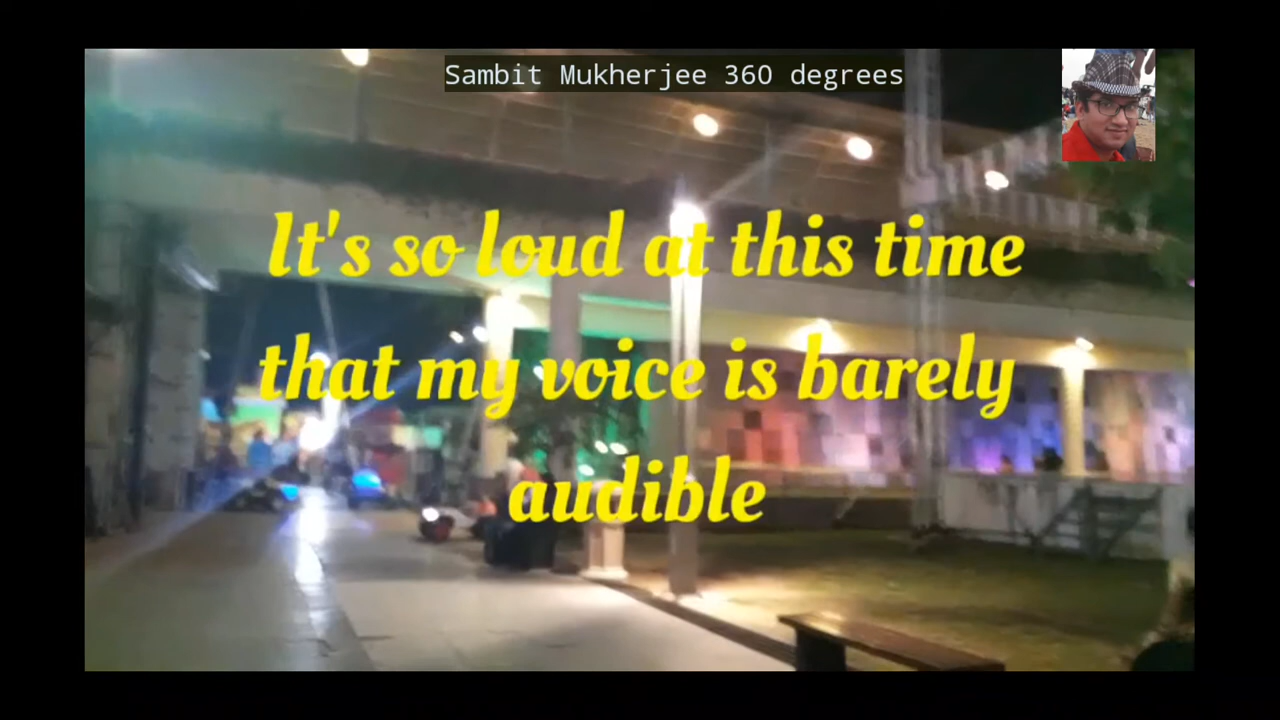 Sambit Mukherjee 360 degrees
It's so loud at this time
that my voice is barely
audible